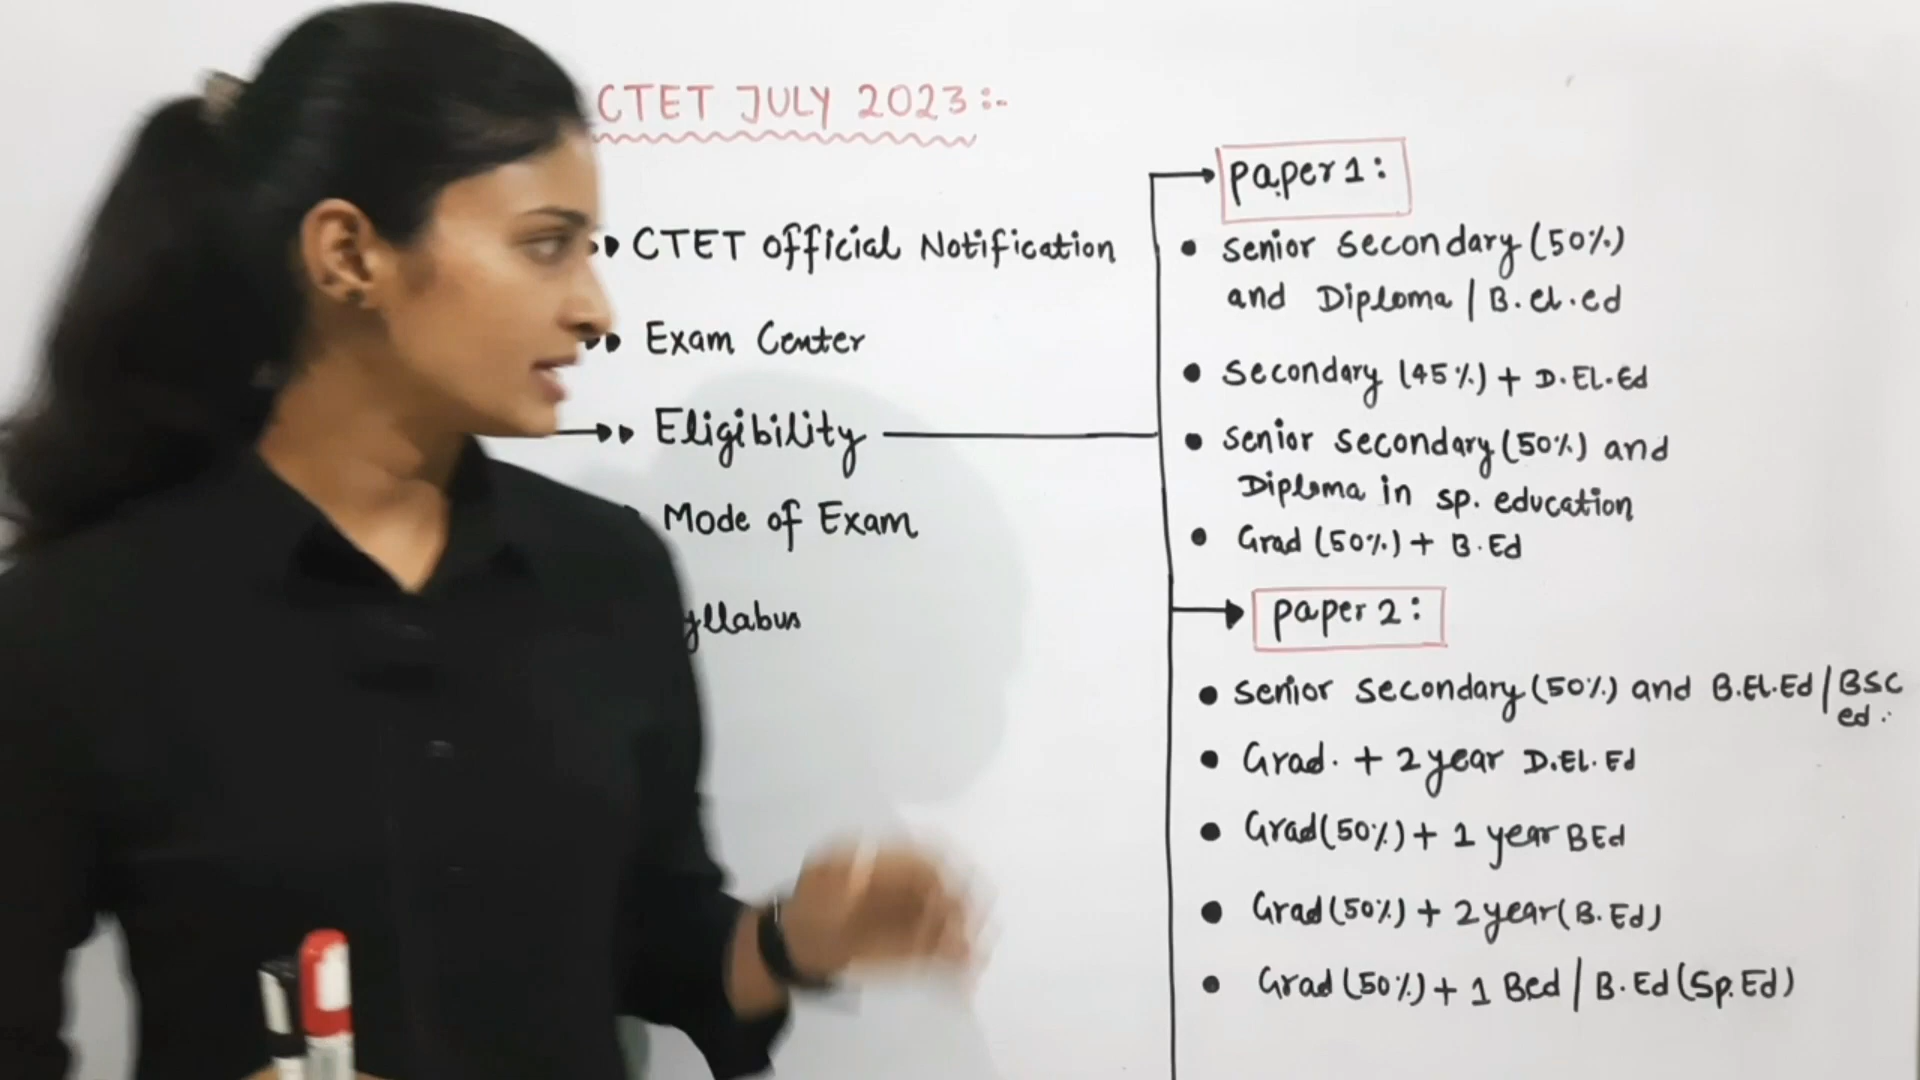 CTET JULY 2023:-
CTET official Notification
Exam Center
Eligibility
Mode of Exam
yllabus
paper 1:
senior secondary (50%)
and Diploma | B.el.ed
secondary (45%) + D.El.Ed
senior secondary (50%) and
Diploma in sp. education
Grad (50%) + B.Ed
paper 2:
senior secondary (50%) and B.El.Ed | BSC
ed.
Grad. + 2 year D.El.Ed
Grad (50%) + 1 year BEd
Grad (50%) + 2 year (B.Ed)
Grad (50%) + 1 Bed | B.Ed (Sp.Ed)